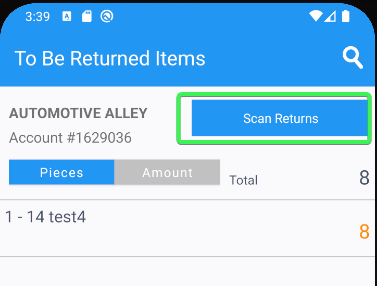 3:39
To Be Returned Items
AUTOMOTIVE ALLEY
Scan Returns
Account #1629036
Pieces Amount Total 8
1 - 14 test4
8